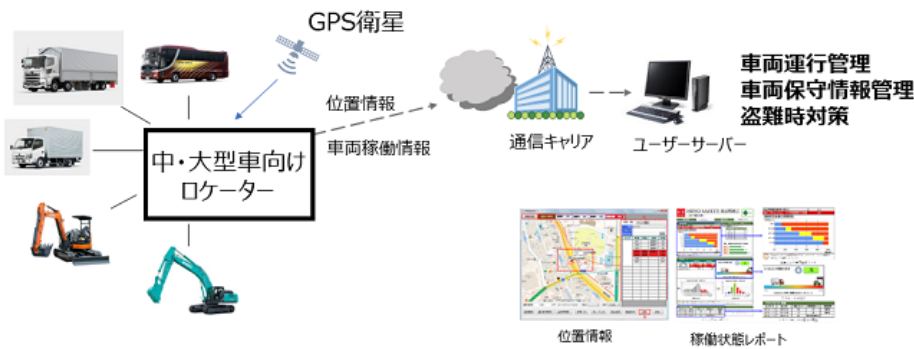 GPS衛星
位置情報
車両稼働情報
中・大型車向け
ロケーター
通信キャリア
ユーザーサーバー
車両運行管理
車両保守情報管理
盗難時対策
位置情報
稼働状態レポート